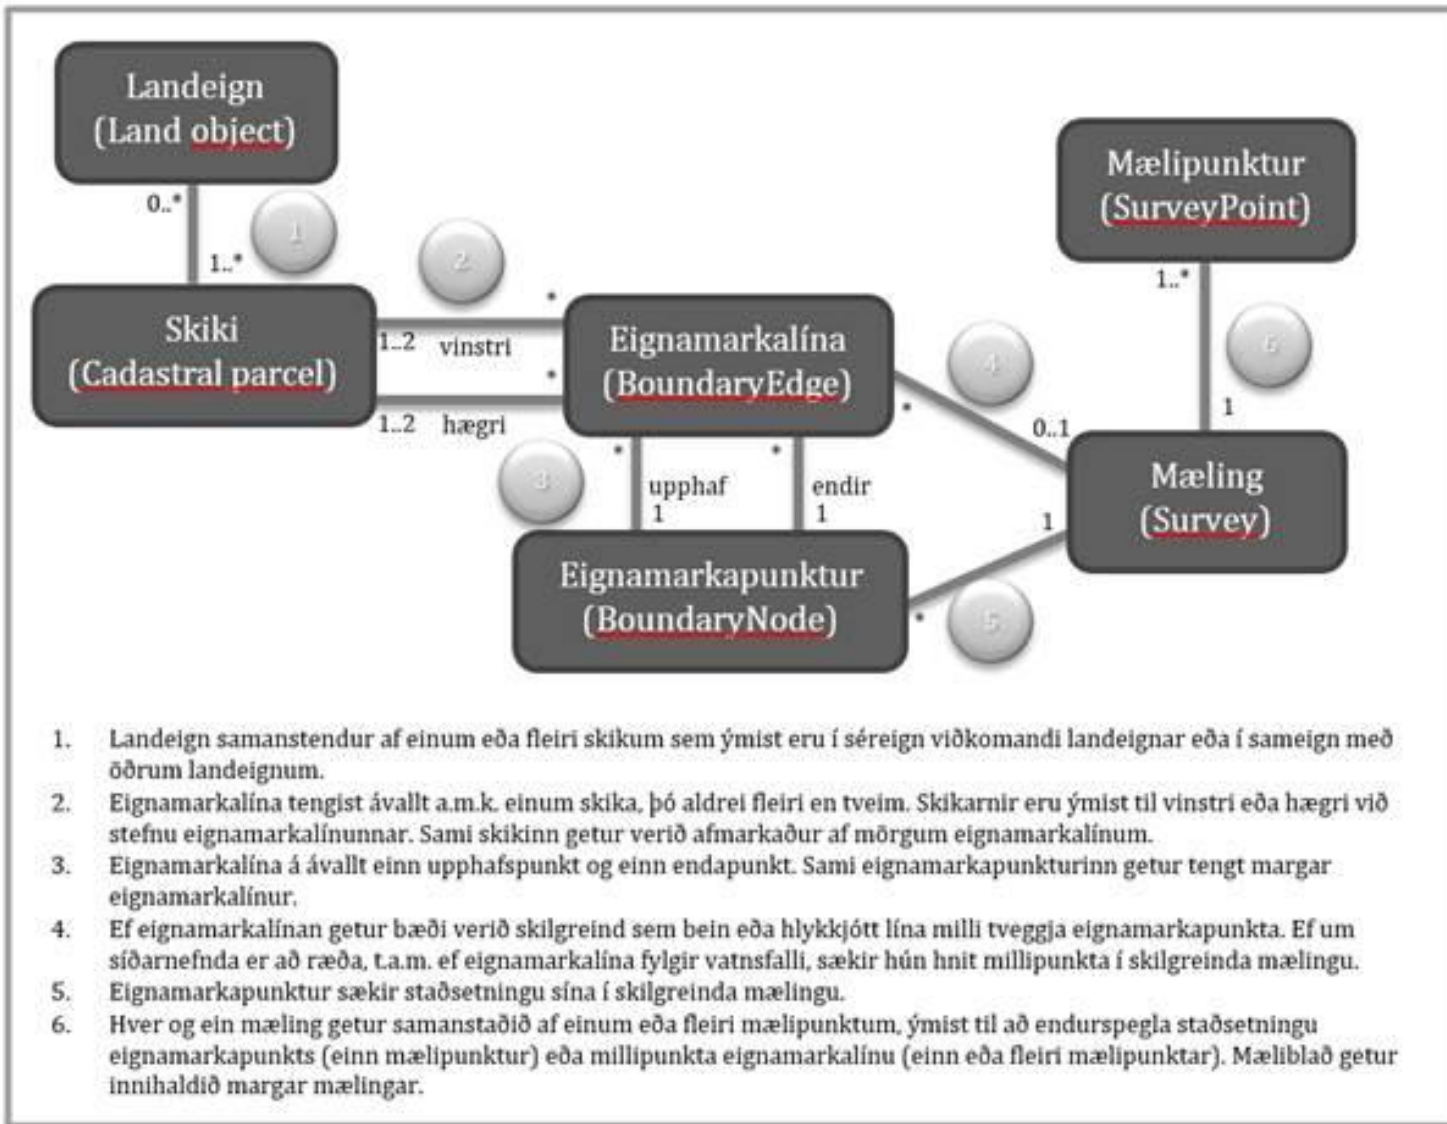 Landeign
(Land object)
0..*
1
1..*
Skiki
(Cadastral parcel)
2
*
1..2 vinstri
*
1..2 hægri
Eignamarkalína
(BoundaryEdge)
3
*
upphaf
1
*
endir
1
Eignamarkapunktur
(BoundaryNode)
4
*
0..1
1
*
5
Mælipunktur
(SurveyPoint)
1..*
6
1
Mæling
(Survey)
1. Landeign samanstendur af einum eða fleiri skikum sem ýmist eru í séreign viðkomandi landeignar eða í sameign með
öðrum landeignum.
2. Eignamarkalína tengist ávallt a.m.k. einum skika, þó aldrei fleiri en tveim. Skikarnir eru ýmist til vinstri eða hægri við
stefnu eignamarkalínunnar. Sami skikinn getur verið afmarkaður af mörgum eignamarkalínum.
3. Eignamarkalína á ávallt einn upphafspunkt og einn endapunkt. Sami eignamarkapunkturinn getur tengt margar
eignamarkalínur.
4. Ef eignamarkalínan getur bæði verið skilgreind sem bein eða hlykkjótt lína milli tveggja eignamarkapunkta. Ef um
síðarnefnda er að ræða, t.a.m. ef eignamarkalína fylgir vatnsfalli, sækir hún hnit millipunkta í skilgreinda mælingu.
5. Eignamarkapunktur sækir staðsetningu sína í skilgreinda mælingu.
6. Hver og ein mæling getur samanstaðið af einum eða fleiri mælipunktum, ýmist til að endurspegla staðsetningu
eignamarkapunkts (einn mælipunktur) eða millipunkta eignamarkalínu (einn eða fleiri mælipunktar). Mæliblað getur
innihaldið margar mælingar.